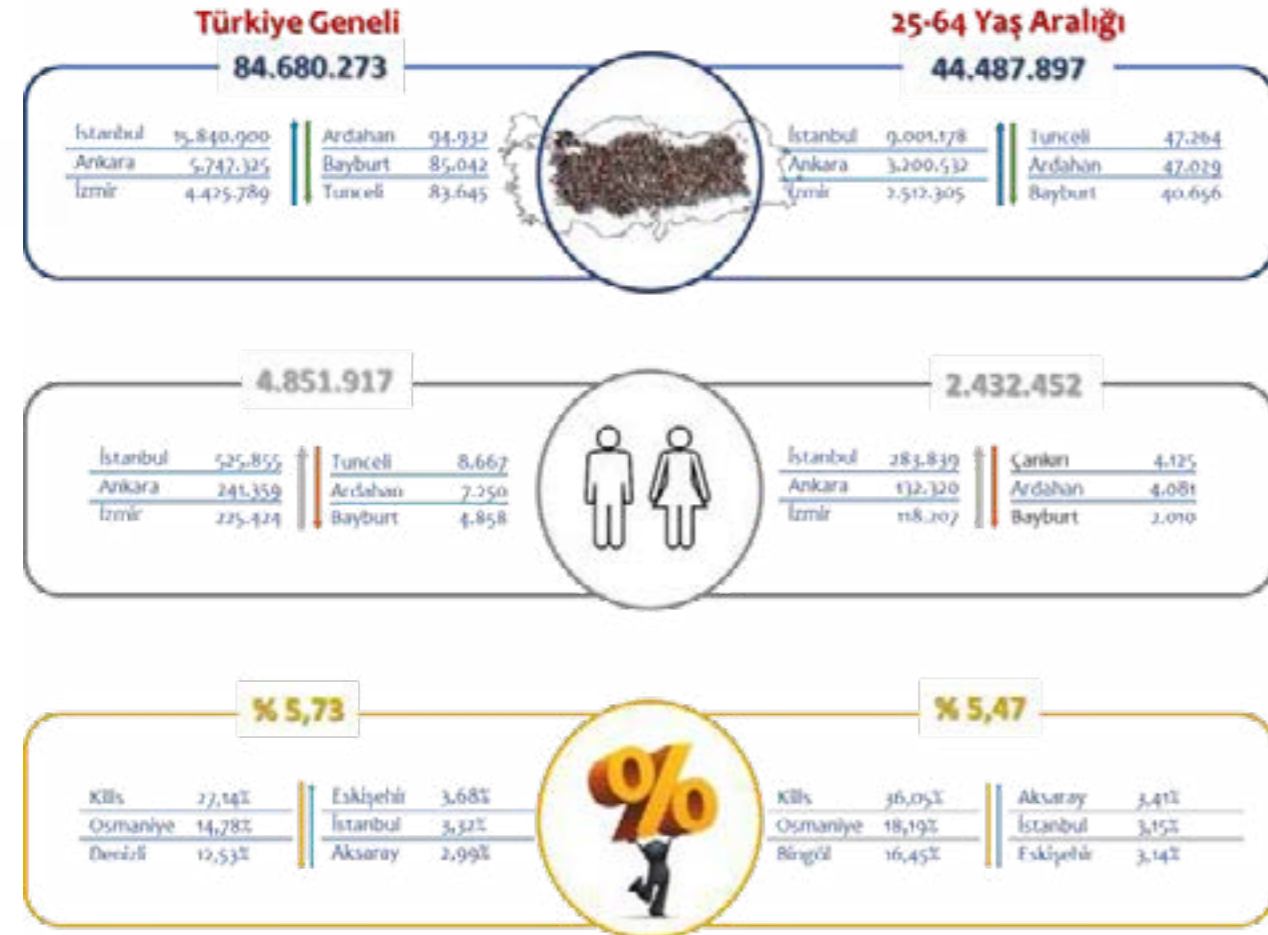 Türkiye Geneli
84.680.273
İstanbul 15.840.900
Ankara 5.747.325
İzmir 4.425.789
Ardahan 94.932
Bayburt 85.042
Tunceli 83.645
25-64 Yaş Aralığı
44.487.897
İstanbul 9.001.178
Ankara 3.200.532
İzmir 2.512.305
Tunceli 47.264
Ardahan 47.029
Bayburt 40.656
4.851.917
İstanbul 525.855
Ankara 241.359
İzmir 225.424
Tunceli 8.667
Ardahan 7.250
Bayburt 4.858
2.432.452
İstanbul 283.839
Ankara 132.320
İzmir 118.207
Çankırı 4.125
Ardahan 4.081
Bayburt 2.010
% 5,73
Kilis 27,14%
Osmaniye 14,78%
Denizli 12,53%
Eskişehir 3,68%
İstanbul 3,32%
Aksaray 2,99%
%
% 5,47
Kilis 36,05%
Osmaniye 18,19%
Bingöl 16,45%
Aksaray 3,41%
İstanbul 3,15%
Eskişehir 3,14%